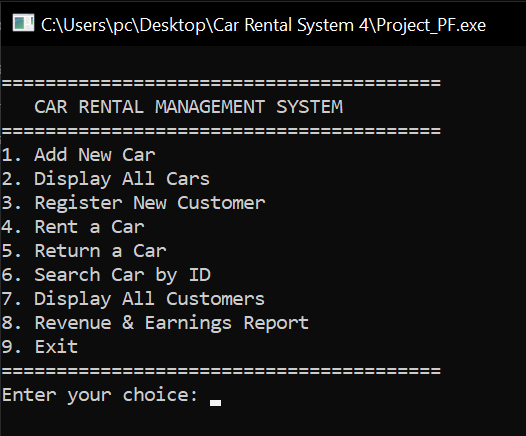 C:\Users\pc\Desktop\Car Rental System 4\Project_PF.exe
========================================
CAR RENTAL MANAGEMENT SYSTEM
========================================
1. Add New Car
2. Display All Cars
3. Register New Customer
4. Rent a Car
5. Return a Car
6. Search Car by ID
7. Display All Customers
8. Revenue & Earnings Report
9. Exit
========================================
Enter your choice: